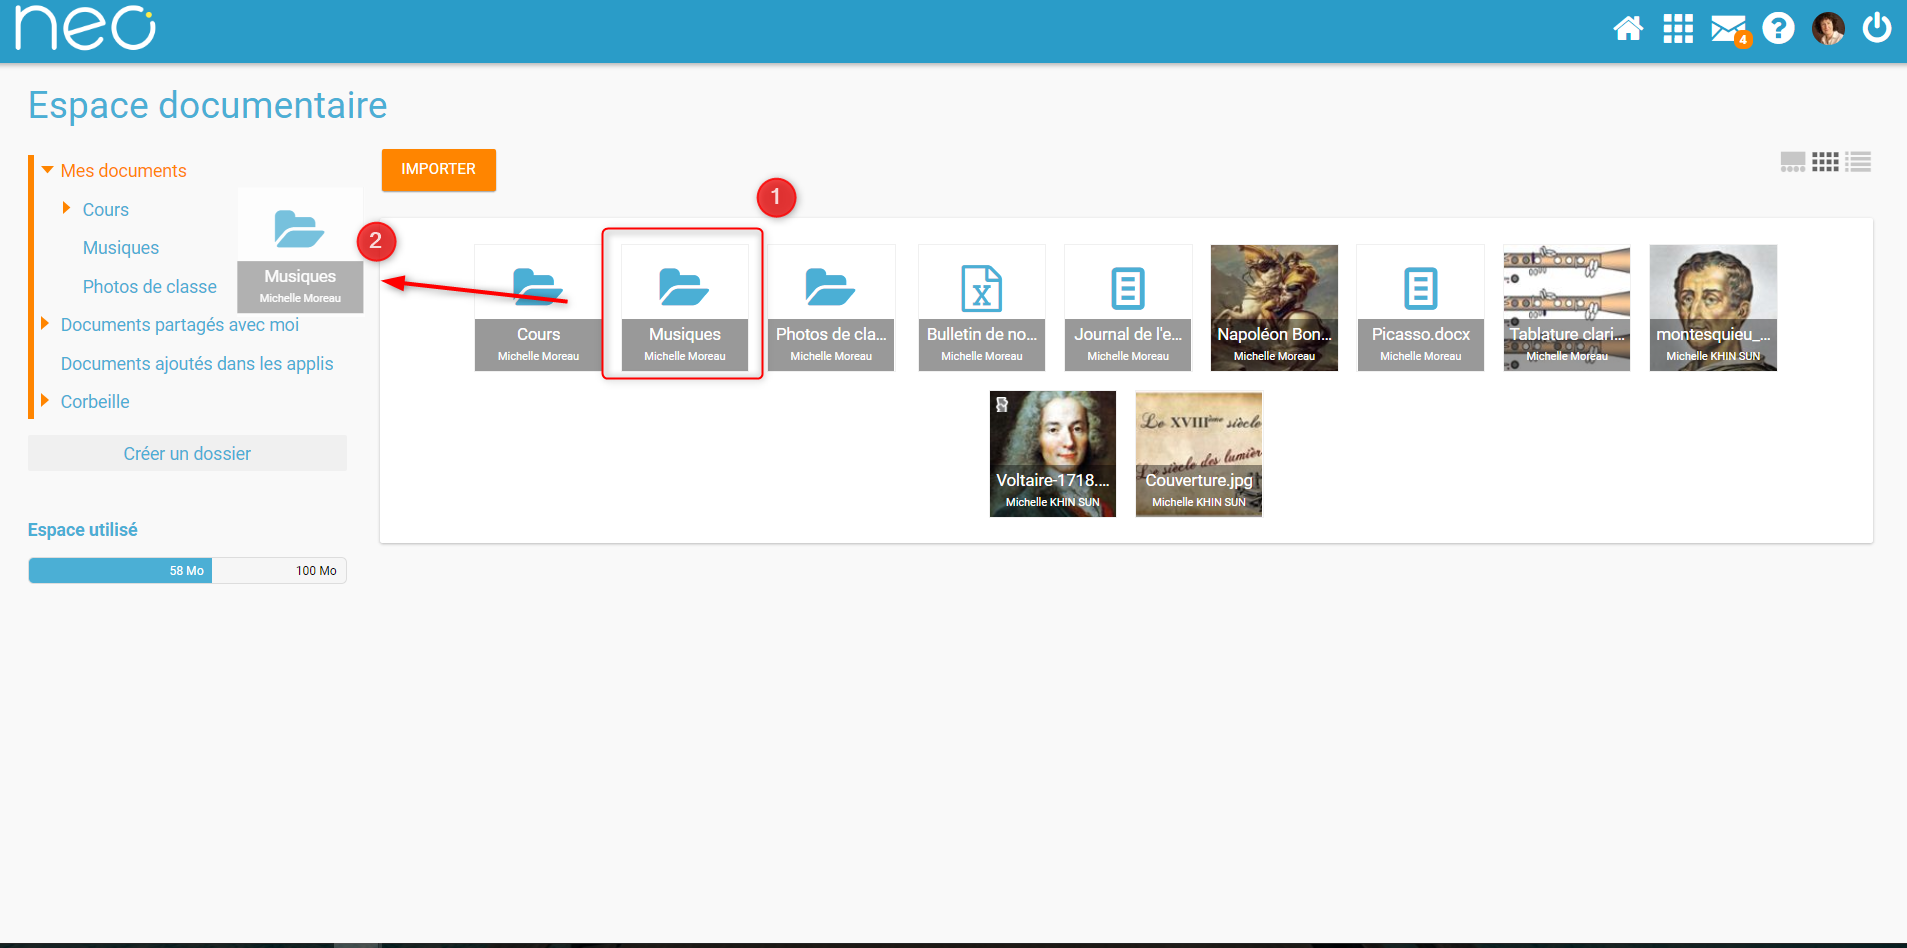 neo
4
?
Espace documentaire
Mes documents
Cours
Musiques
Photos de classe
Documents partagés avec moi
Documents ajoutés dans les applis
Corbeille
Créer un dossier
Espace utilisé
58 Mo
100 Mo
Musiques
Michelle Moreau
2
IMPORTER
1
Cours
Michelle Moreau
Musiques
Michelle Moreau
Photos de cla...
Michelle Moreau
X
Bulletin de no...
Michelle Moreau
Journal de l'e...
Michelle Moreau
Napoléon Bon...
Michelle Moreau
Picasso.docx
Michelle Moreau
Tablature clari...
Michelle Moreau
montesquieu_...
Michelle KHIN SUN
Voltaire-1718....
Michelle KHIN SUN
Le XVIIIème siècle
Le siècle des lumièr
Couverture.jpg
Michelle KHIN SUN